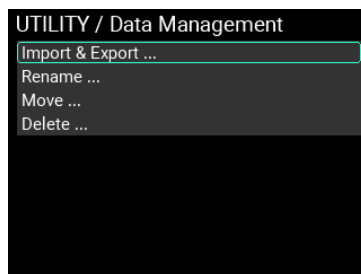 UTILITY / Data Management
Import & Export ...
Rename ...
Move ...
Delete ...